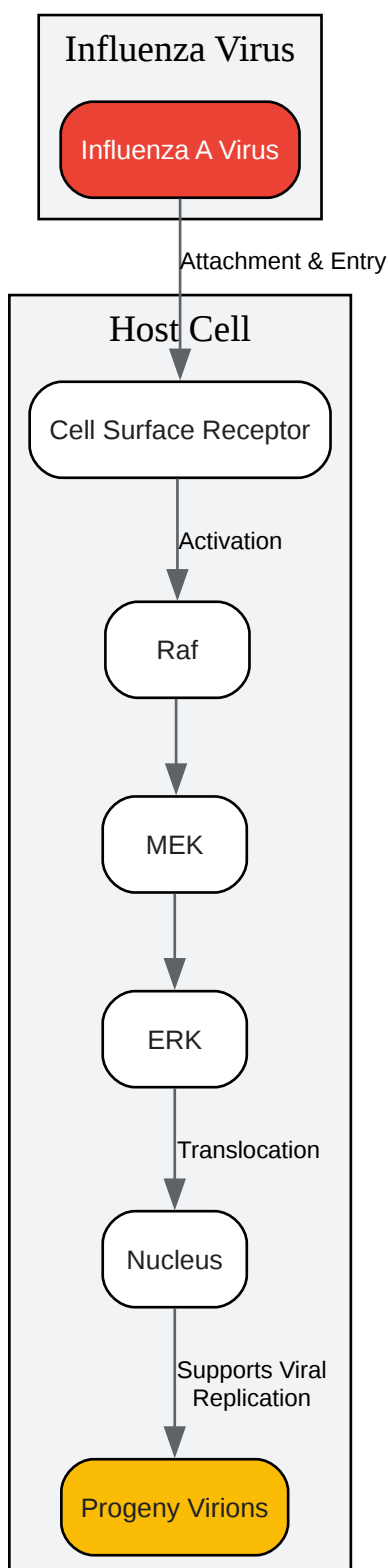 Influenza Virus
Influenza A Virus
Attachment & Entry
Host Cell
Cell Surface Receptor
Activation
Raf
MEK
ERK
Translocation
Nucleus
Supports Viral
Replication
Progeny Virions